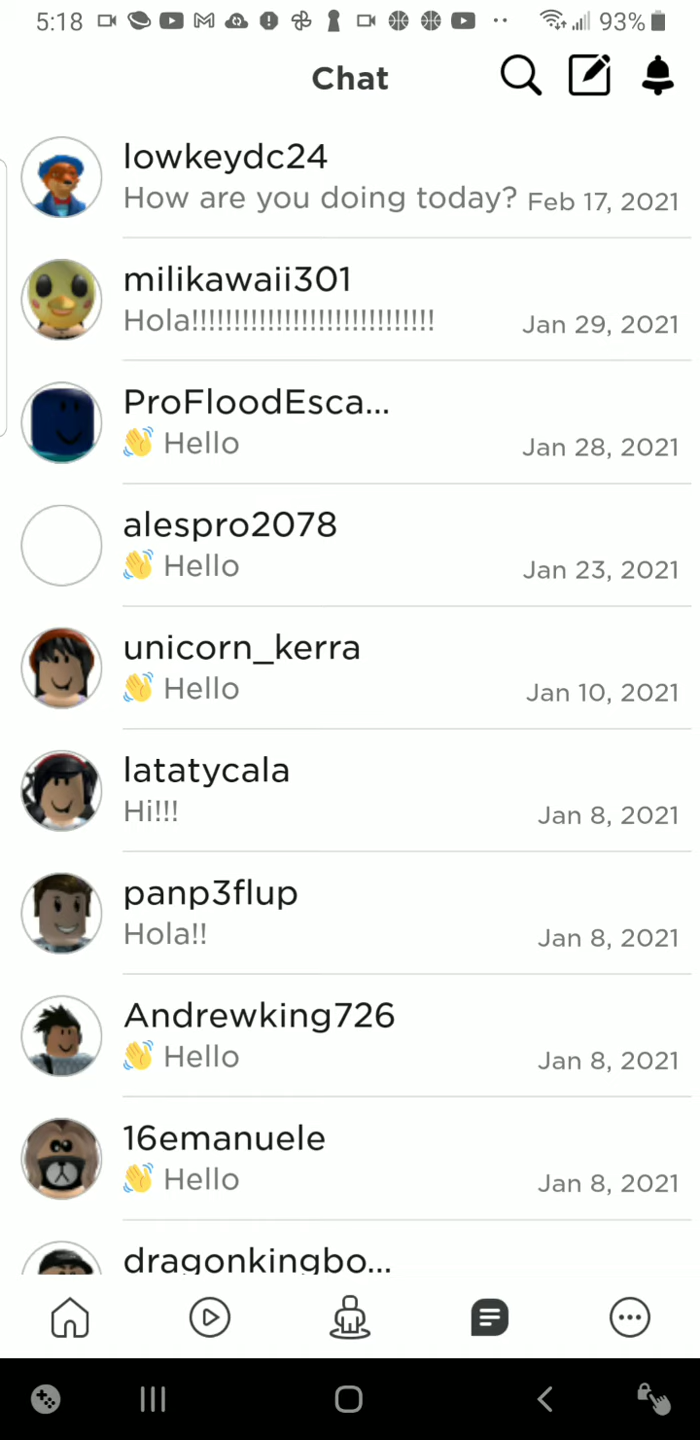 5:18 93%
Chat
lowkeydc24
How are you doing today? Feb 17, 2021
milikawaii301
Hola!!!!!!!!!!!!!!!!!!!!!!!!!!!!! Jan 29, 2021
ProFloodEsca...
👋 Hello Jan 28, 2021
alespro2078
👋 Hello Jan 23, 2021
unicorn_kerra
👋 Hello Jan 10, 2021
latatycala
Hi!!! Jan 8, 2021
panp3flup
Hola!! Jan 8, 2021
Andrewking726
👋 Hello Jan 8, 2021
16emanuele
👋 Hello Jan 8, 2021
dragonkingbo...